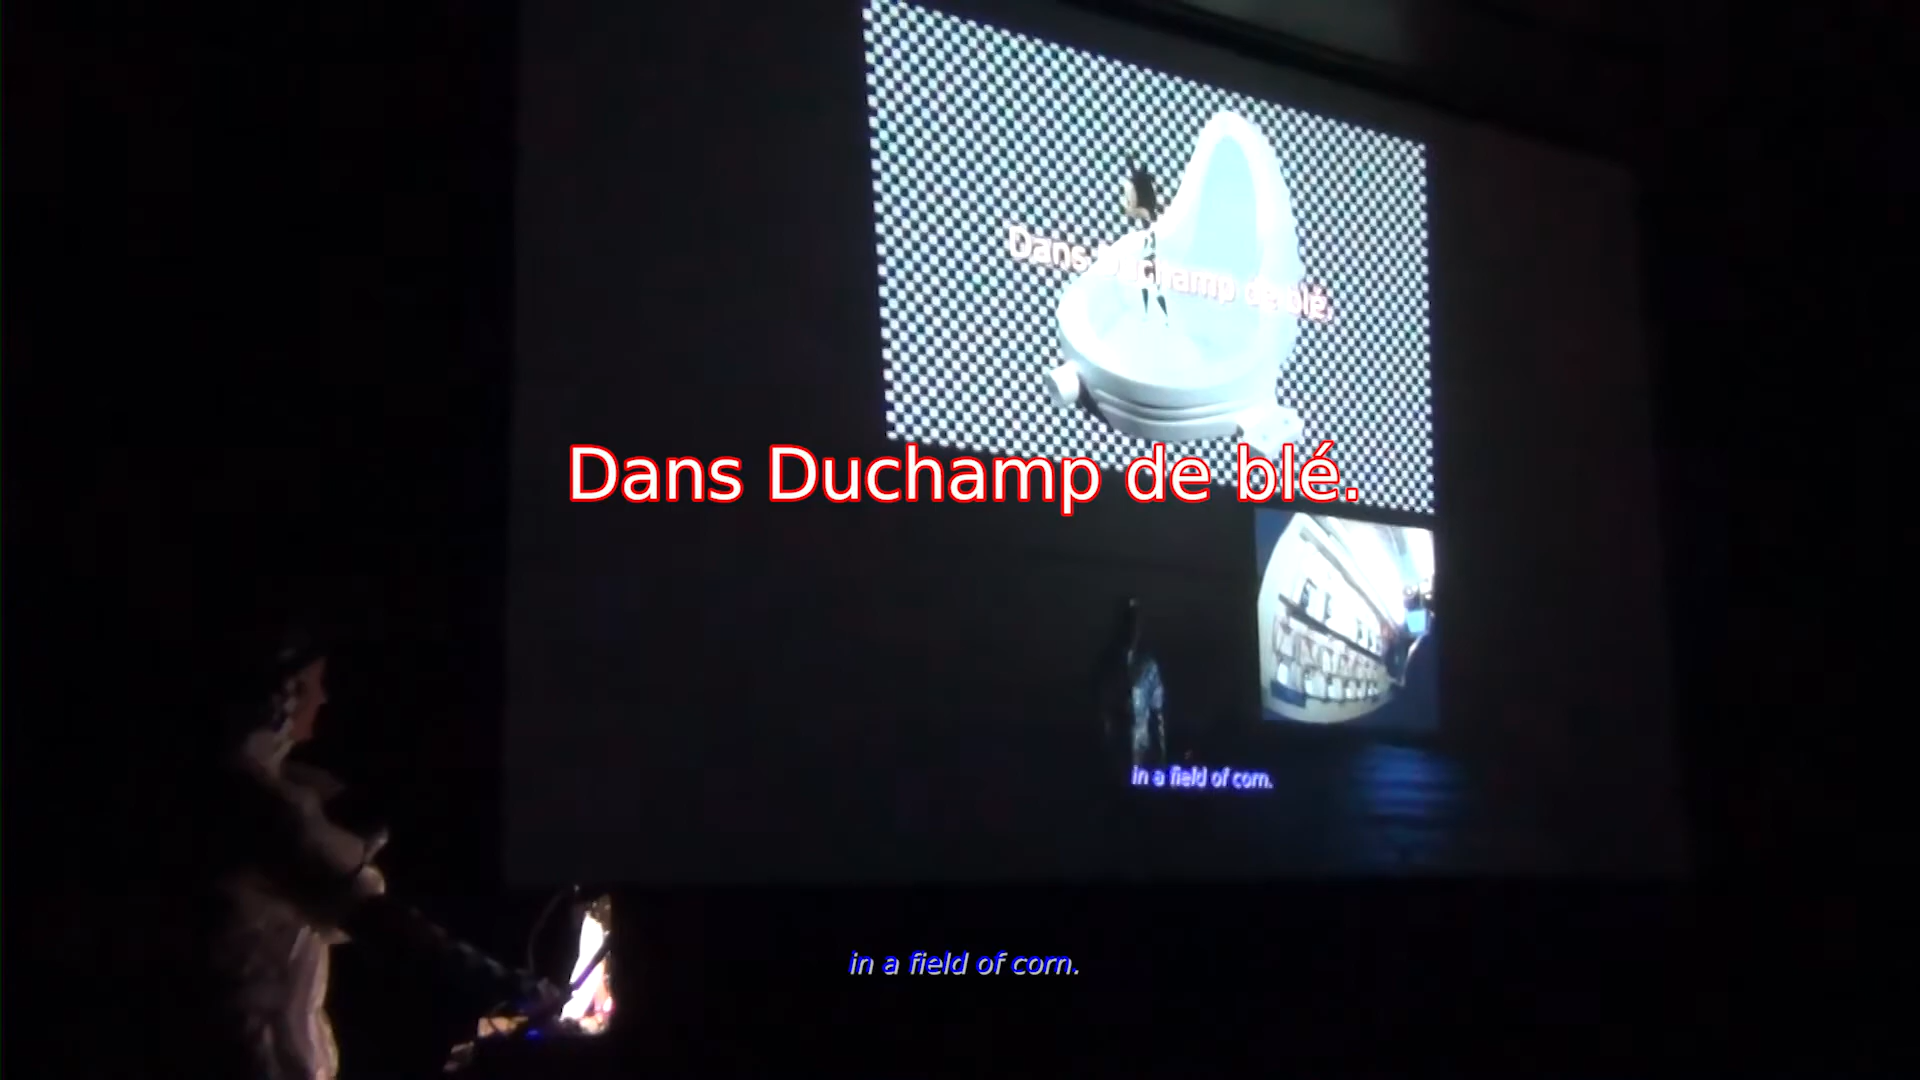 Dans Duchamp de blé,
Dans Duchamp de blé.
in a field of corn.
in a field of corn.